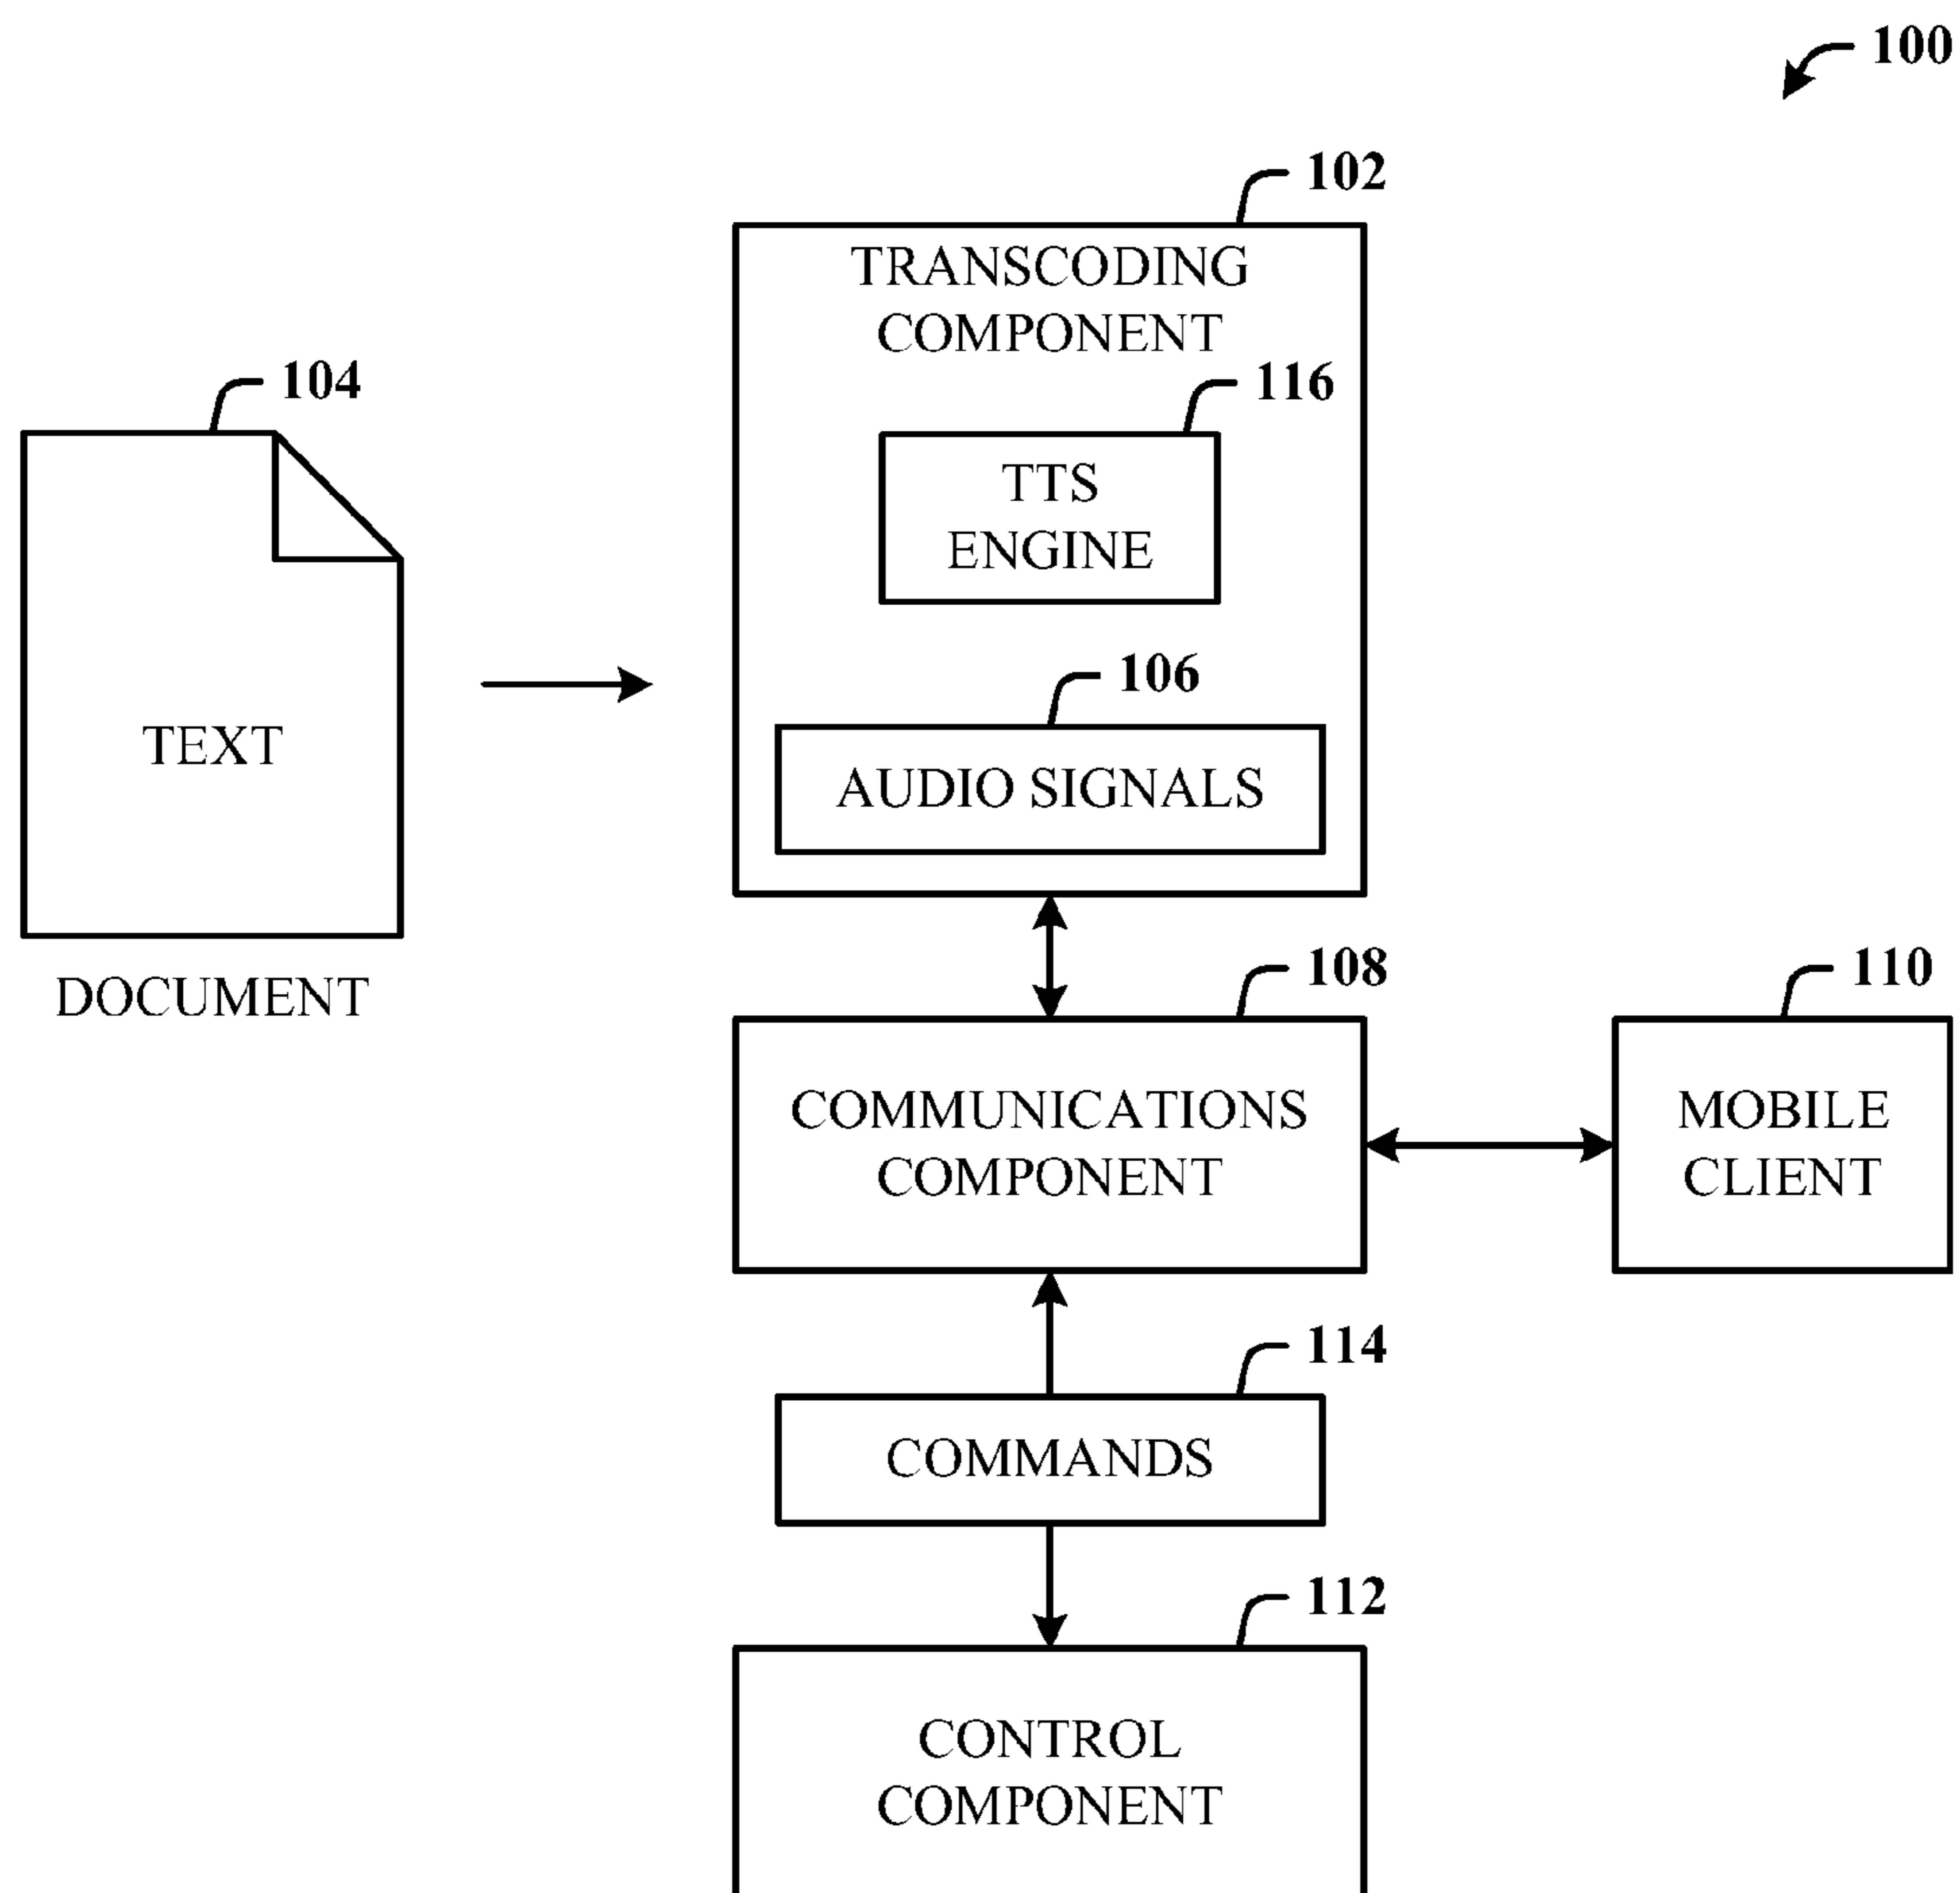 100
102
TRANSCODING
COMPONENT
104
116
TTS
ENGINE
106
TEXT
AUDIO SIGNALS
DOCUMENT
108
110
COMMUNICATIONS
COMPONENT
MOBILE
CLIENT
114
COMMANDS
112
CONTROL
COMPONENT